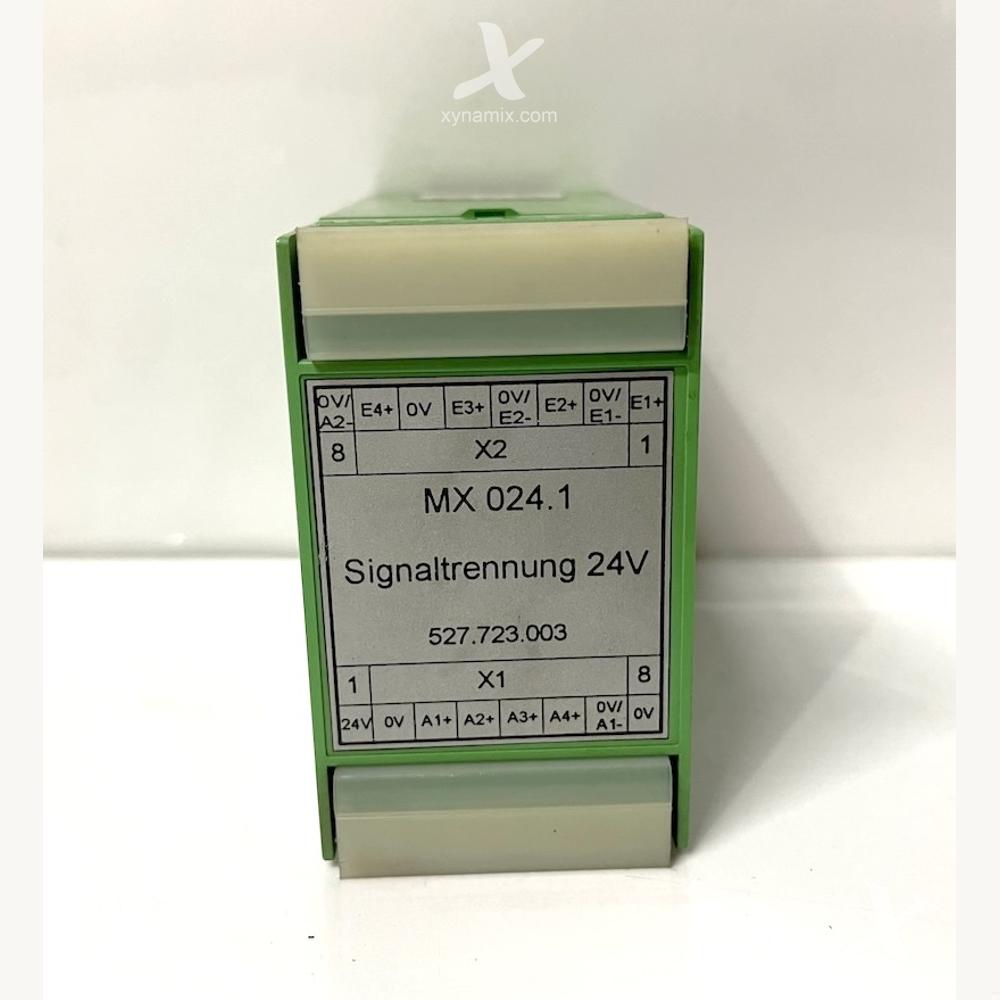 xynamix.com
0V/ A2- E4+ 0V E3+ 0V/ E2- E2+ 0V/ E1- E1+
8 X2 1
MX 024.1
Signaltrennung 24V
527.723.003
1 X1 8
24V 0V A1+ A2+ A3+ A4+ 0V/ A1- 0V